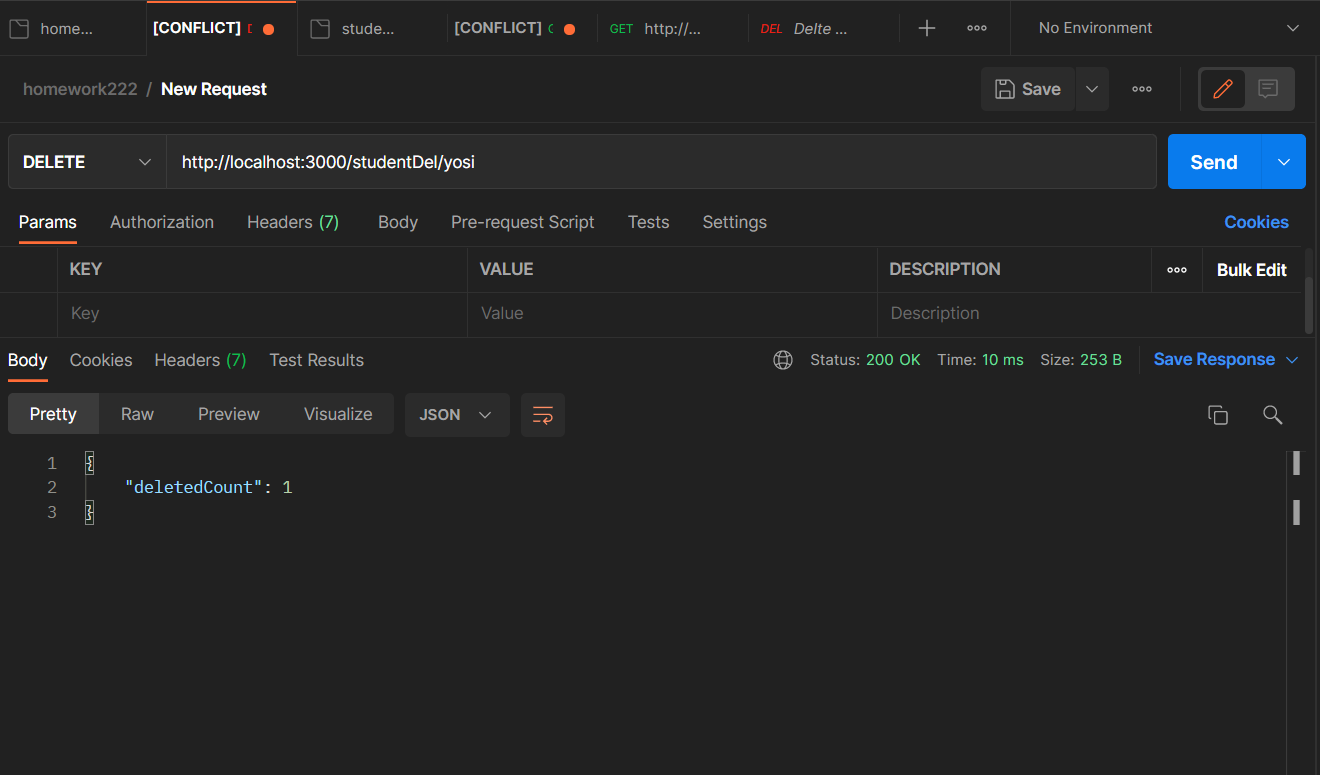 home... [CONFLICT] stude... [CONFLICT] GET http://... DEL Delte ... No Environment
homework222 / New Request Save
DELETE http://localhost:3000/studentDel/yosi Send
Params Authorization Headers (7) Body Pre-request Script Tests Settings Cookies
KEY VALUE DESCRIPTION Bulk Edit
Key Value Description
Body Cookies Headers (7) Test Results Status: 200 OK Time: 10 ms Size: 253 B Save Response
Pretty Raw Preview Visualize JSON
1 {
2 "deletedCount": 1
3 }